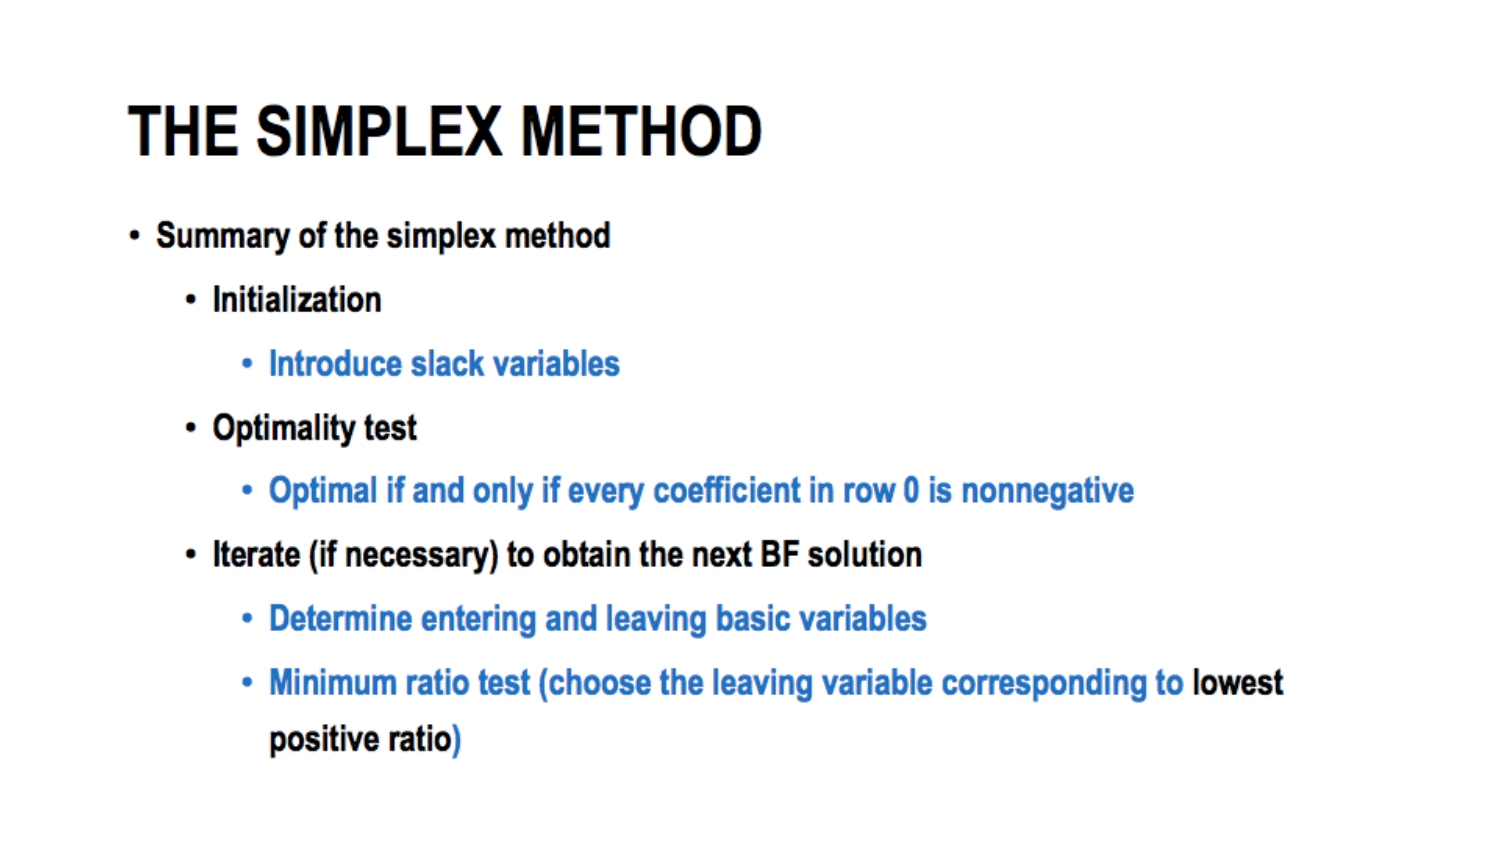 THE SIMPLEX METHOD
• Summary of the simplex method
• Initialization
• Introduce slack variables
• Optimality test
• Optimal if and only if every coefficient in row 0 is nonnegative
• Iterate (if necessary) to obtain the next BF solution
• Determine entering and leaving basic variables
• Minimum ratio test (choose the leaving variable corresponding to lowest
positive ratio)